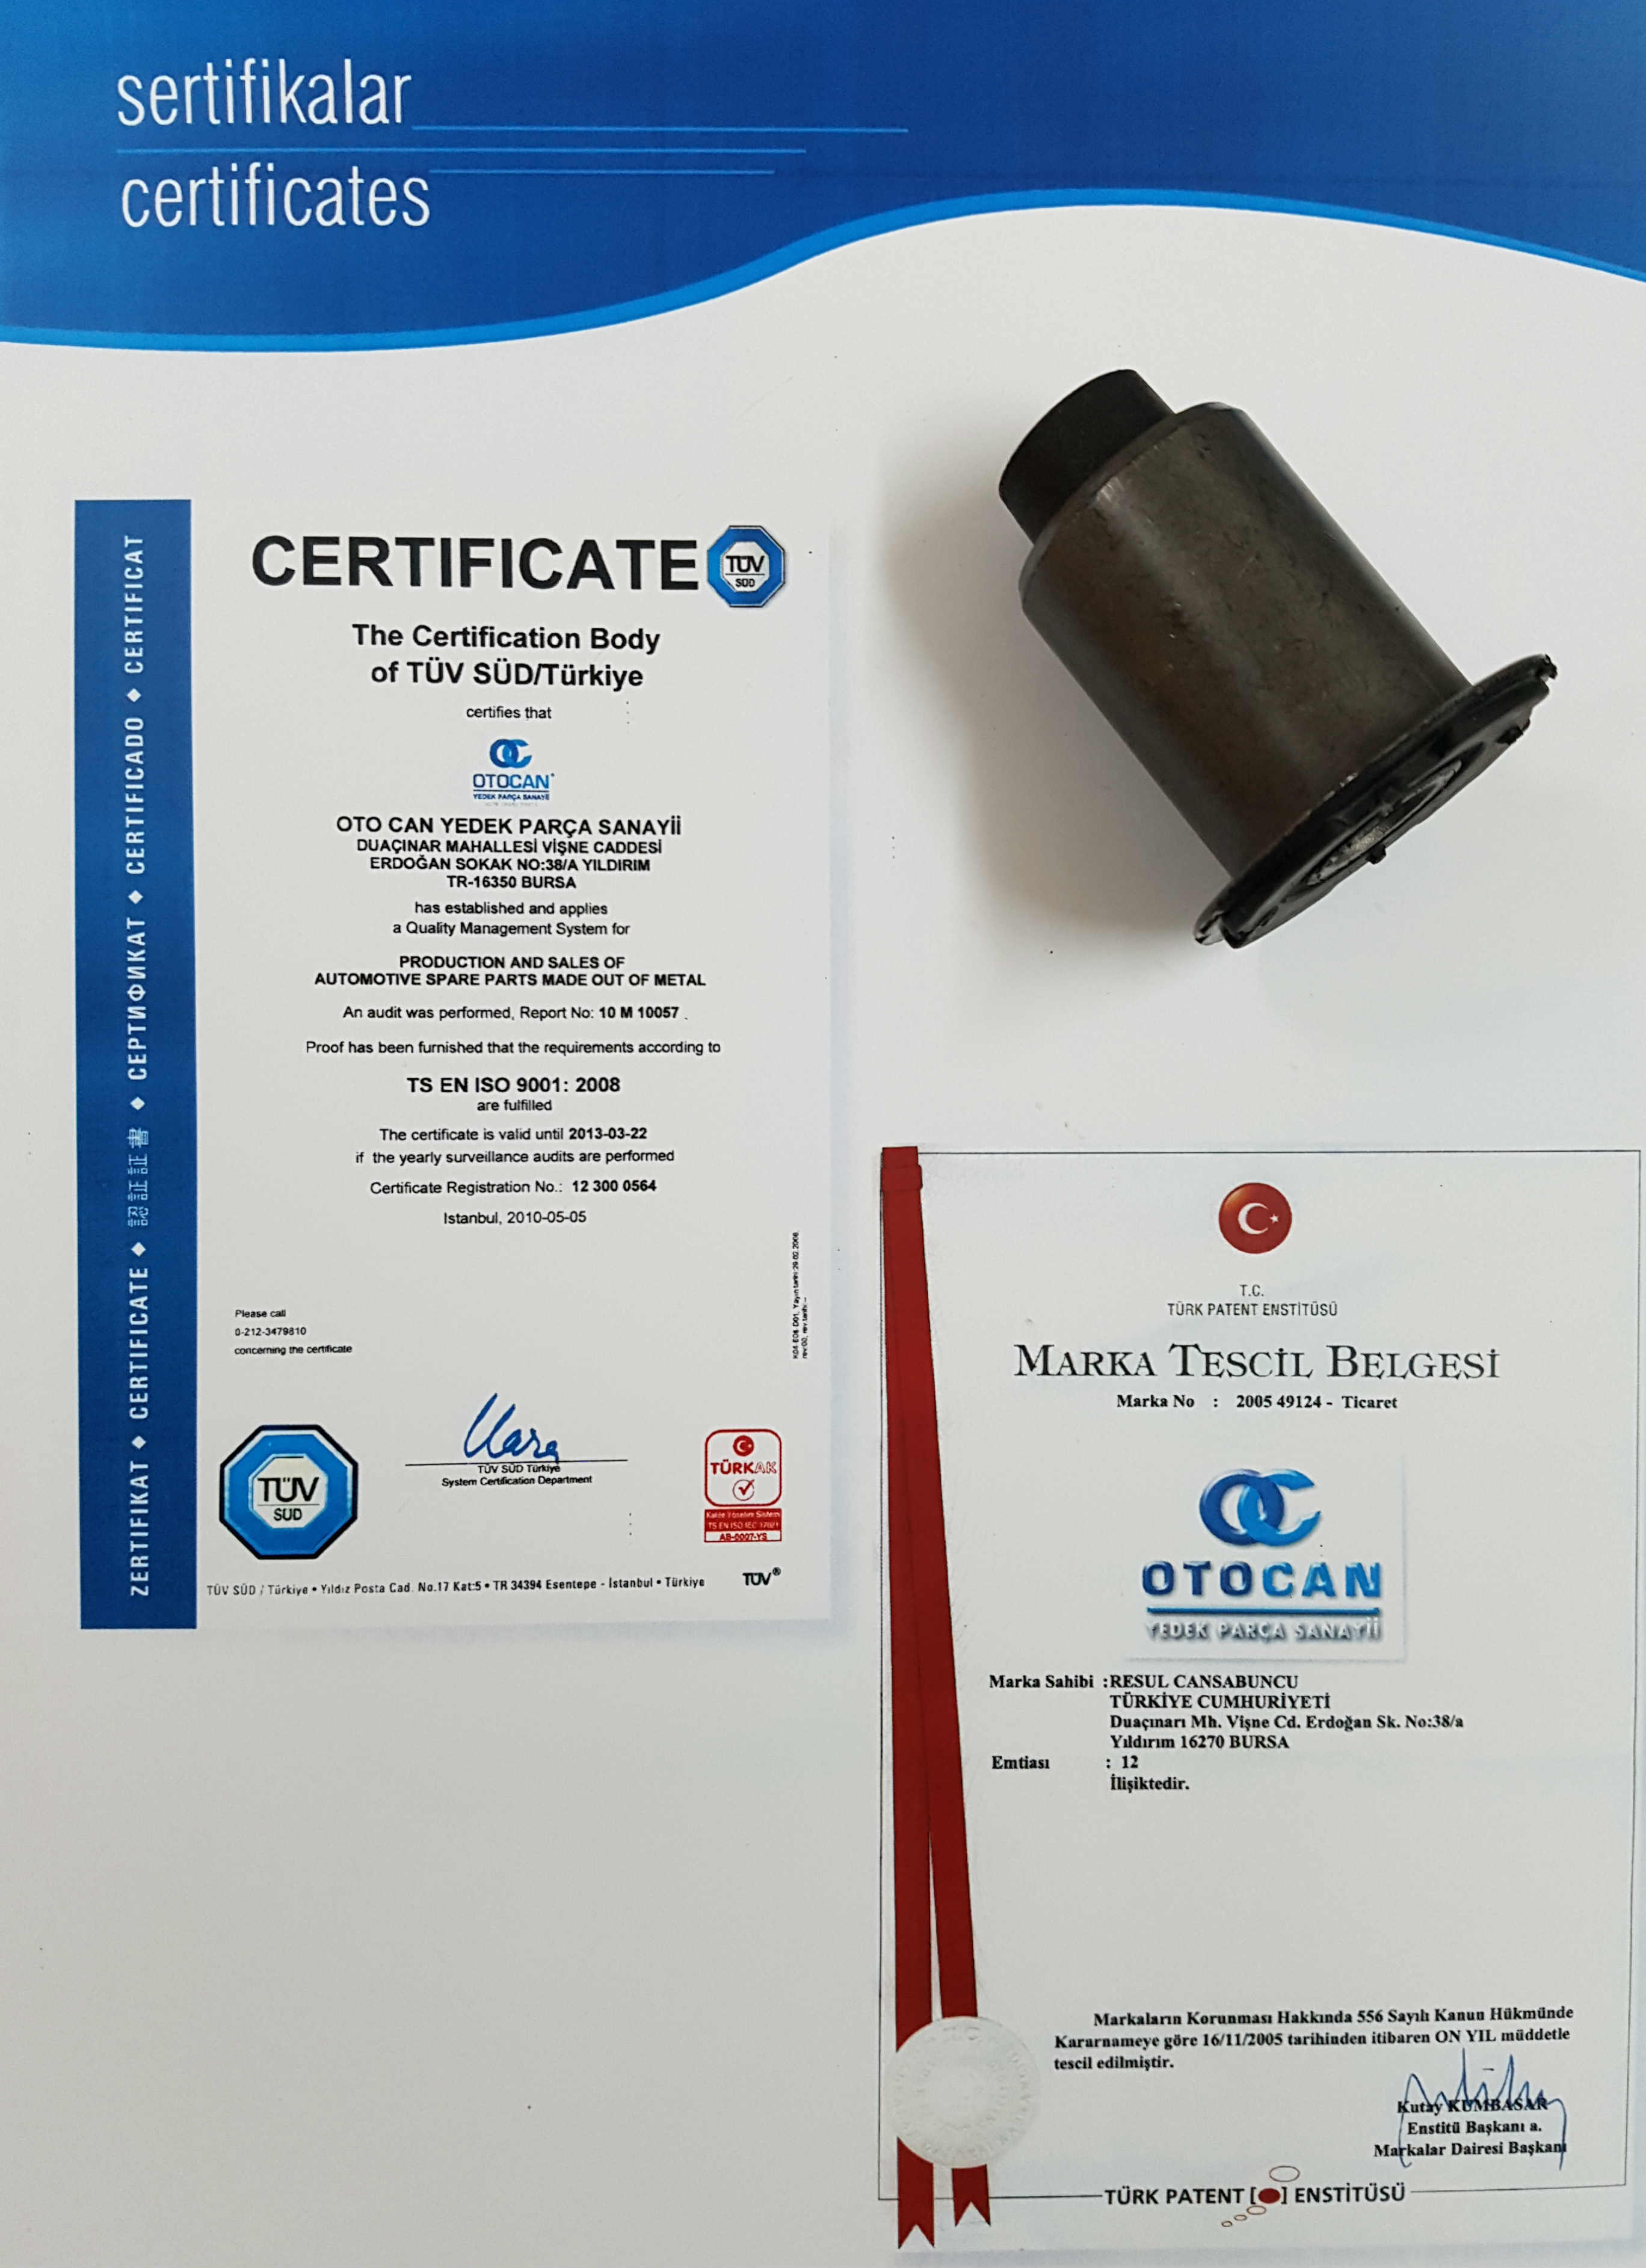 sertifikalar
certificates
ZERTIFIKAT ◆ CERTIFICATE ◆ 認証証書 ◆ СЕРТИФИКАТ ◆ CERTIFICADO ◆ CERTIFICAT
CERTIFICATE
TÜV
SÜD
The Certification Body
of TÜV SÜD/Türkiye
certifies that
OTOCAN
YEDEK PARÇA SANAYİİ
OTO CAN YEDEK PARÇA SANAYİİ
DUAÇINAR MAHALLESİ VİŞNE CADDESİ
ERDOĞAN SOKAK NO:38/A YILDIRIM
TR-16350 BURSA
has established and applies
a Quality Management System for
PRODUCTION AND SALES OF
AUTOMOTIVE SPARE PARTS MADE OUT OF METAL
An audit was performed, Report No: 10 M 10057
Proof has been furnished that the requirements according to
TS EN ISO 9001: 2008
are fulfilled
The certificate is valid until 2013-03-22
if the yearly surveillance audits are performed
Certificate Registration No.: 12 300 0564
Istanbul, 2010-05-05
Please call
0-212-3479810
concerning the certificate
TÜV
SÜD
TÜV SÜD Türkiye
System Certification Department
TÜRKAK
Kalite Yönetim Sistemi
TS EN ISO IEC 17021
AB-0007-YS
TÜV SÜD / Türkiye • Yıldız Posta Cad. No.17 Kat:5 • TR 34394 Esentepe - İstanbul • Türkiye
TÜV®
T.C.
TÜRK PATENT ENSTİTÜSÜ
MARKA TESCİL BELGESİ
Marka No : 2005 49124 - Ticaret
OTOCAN
YEDEK PARÇA SANAYİİ
Marka Sahibi :RESUL CANSABUNCU
TÜRKİYE CUMHURİYETİ
Duaçınarı Mh. Vişne Cd. Erdoğan Sk. No:38/a
Yıldırım 16270 BURSA
Emtiası : 12
İlişiktedir.
Markaların Korunması Hakkında 556 Sayılı Kanun Hükmünde
Kararnameye göre 16/11/2005 tarihinden itibaren ON YIL müddetle
tescil edilmiştir.
Kutay KUMBASAR
Enstitü Başkanı a.
Markalar Dairesi Başkanı
TÜRK PATENT [ ] ENSTİTÜSÜ